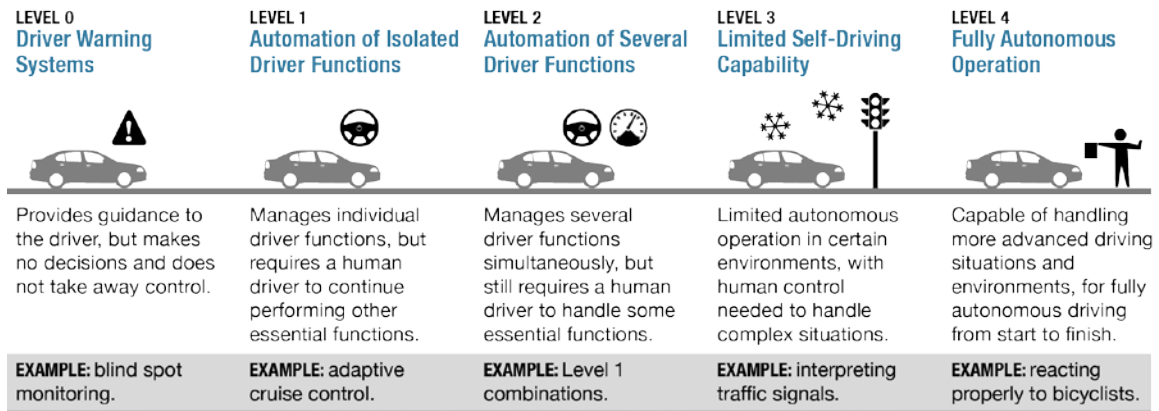 LEVEL 0
Driver Warning
Systems
Provides guidance to
the driver, but makes
no decisions and does
not take away control.
EXAMPLE: blind spot
monitoring.
LEVEL 1
Automation of Isolated
Driver Functions
Manages individual
driver functions, but
requires a human
driver to continue
performing other
essential functions.
EXAMPLE: adaptive
cruise control.
LEVEL 2
Automation of Several
Driver Functions
Manages several
driver functions
simultaneously, but
still requires a human
driver to handle some
essential functions.
EXAMPLE: Level 1
combinations.
LEVEL 3
Limited Self-Driving
Capability
Limited autonomous
operation in certain
environments, with
human control
needed to handle
complex situations.
EXAMPLE: interpreting
traffic signals.
LEVEL 4
Fully Autonomous
Operation
Capable of handling
more advanced driving
situations and
environments, for fully
autonomous driving
from start to finish.
EXAMPLE: reacting
properly to bicyclists.